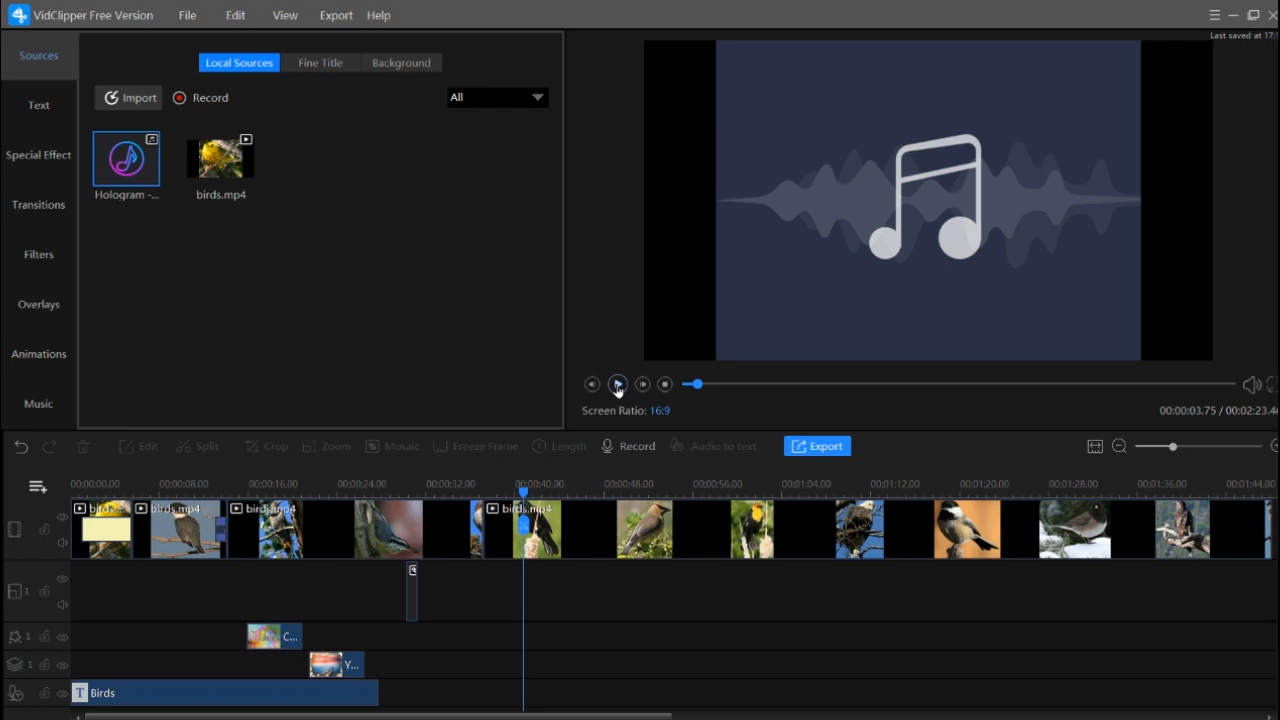 VidClipper Free Version File Edit View Export Help
Last saved at 17:
Sources
Text
Special Effect
Transitions
Filters
Overlays
Animations
Music
Local Sources Fine Title Background
Import Record All
Hologram -... birds.mp4
Screen Ratio: 16:9 00:00:03.75 / 00:02:23.4
Edit Split Crop Zoom Mosaic Freeze Frame Length Record Audio to text Export
00:00:00.00 00:00:08.00 00:00:16.00 00:00:24.00 00:00:32.00 00:00:40.00 00:00:48.00 00:00:56.00 00:01:04.00 00:01:12.00 00:01:20.00 00:01:28.00 00:01:36.00 00:01:44.00
birds.mp4 birds.mp4 birds.mp4
1
1 C...
1 Y...
T Birds